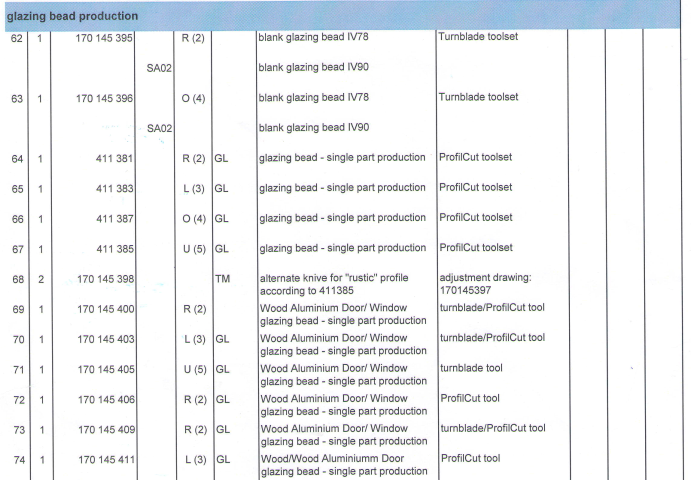 glazing bead production
62 1 170 145 395 R (2) blank glazing bead IV78 Turnblade toolset
SA02 blank glazing bead IV90
63 1 170 145 396 O (4) blank glazing bead IV78 Turnblade toolset
SA02 blank glazing bead IV90
64 1 411 381 R (2) GL glazing bead - single part production ProfilCut toolset
65 1 411 383 L (3) GL glazing bead - single part production ProfilCut toolset
66 1 411 387 O (4) GL glazing bead - single part production ProfilCut toolset
67 1 411 385 U (5) GL glazing bead - single part production ProfilCut toolset
68 2 170 145 398 TM alternate knive for "rustic" profile adjustment drawing:
according to 411385 170145397
69 1 170 145 400 R (2) Wood Aluminium Door/ Window turnblade/ProfilCut tool
glazing bead - single part production
70 1 170 145 403 L (3) GL Wood Aluminium Door/ Window turnblade/ProfilCut tool
glazing bead - single part production
71 1 170 145 405 U (5) GL Wood Aluminium Door/ Window turnblade tool
glazing bead - single part production
72 1 170 145 406 R (2) GL Wood Aluminium Door/ Window ProfilCut tool
glazing bead - single part production
73 1 170 145 409 R (2) GL Wood Aluminium Door/ Window turnblade/ProfilCut tool
glazing bead - single part production
74 1 170 145 411 L (3) GL Wood/Wood Aluminiumm Door ProfilCut tool
glazing bead - single part production